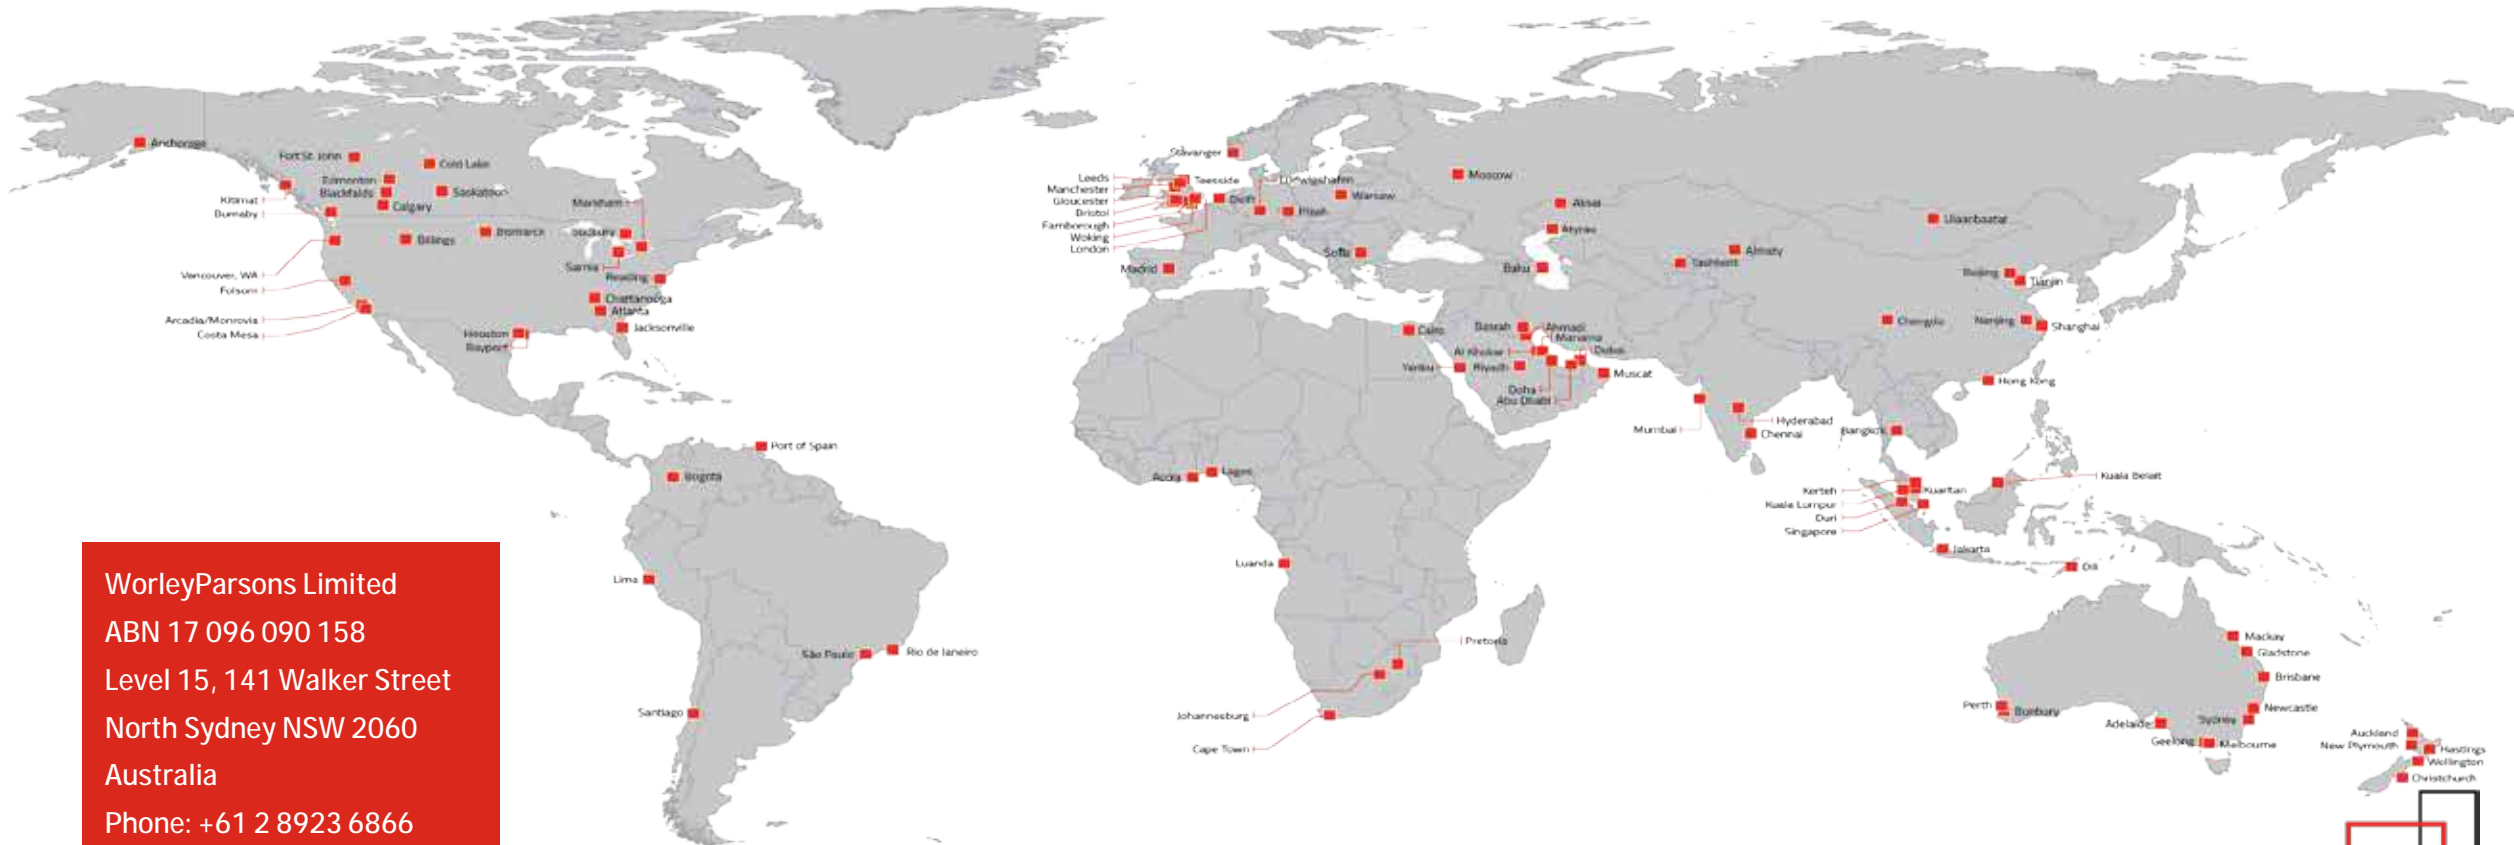 Anchorage
Fort St. John
Cold Lake
Edmonton
Blackfalds
Saskatoon
Calgary
Kitimat
Burnaby
Markham
Billings
Bismarck
Sudbury
Sarnia
Reading
Vancouver, WA
Folsom
Arcadia/Monrovia
Costa Mesa
Chattanooga
Atlanta
Jacksonville
Houston
Bayport
Port of Spain
Bogota
Lima
São Paulo
Rio de Janeiro
Santiago
Stavanger
Leeds
Teesside
Manchester
Gloucester
Bristol
Farnborough
Woking
London
Ludwigshafen
Delft
Warsaw
Pilsen
Madrid
Sofia
Moscow
Aksai
Atyrau
Baku
Tashkent
Almaty
Ulaanbaatar
Beijing
Tianjin
Chengdu
Nanjing
Shanghai
Hong Kong
Cairo
Basrah
Ahmadi
Manama
Al Khobar
Dubai
Yanbu
Riyadh
Muscat
Doha
Abu Dhabi
Mumbai
Hyderabad
Chennai
Bangkok
Accra
Lagos
Kerteh
Kuantan
Kuala Belait
Kuala Lumpur
Duri
Singapore
Jakarta
Dili
Luanda
Pretoria
Johannesburg
Cape Town
Mackay
Gladstone
Brisbane
Perth
Bunbury
Newcastle
Adelaide
Sydney
Geelong
Melbourne
Auckland
New Plymouth
Hastings
Wellington
Christchurch
WorleyParsons Limited
ABN 17 096 090 158
Level 15, 141 Walker Street
North Sydney NSW 2060
Australia
Phone: +61 2 8923 6866